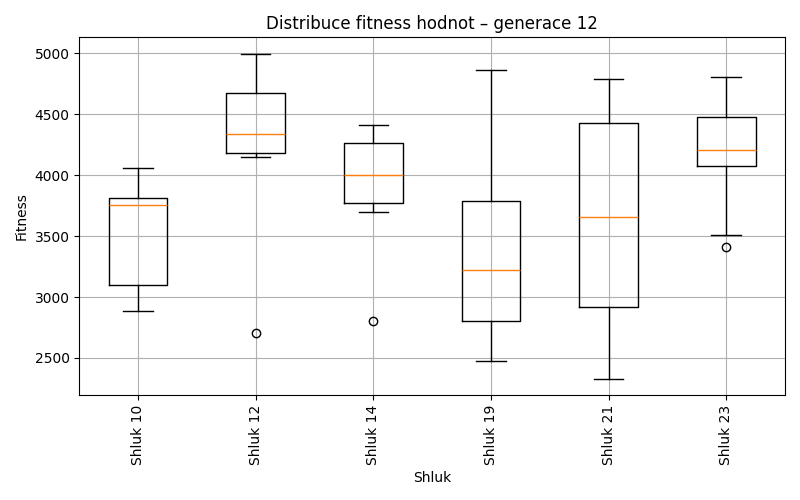 Distribuce fitness hodnot – generace 12
Fitness
5000
4500
4000
3500
3000
2500
Shluk 10
Shluk 12
Shluk 14
Shluk 19
Shluk 21
Shluk 23
Shluk